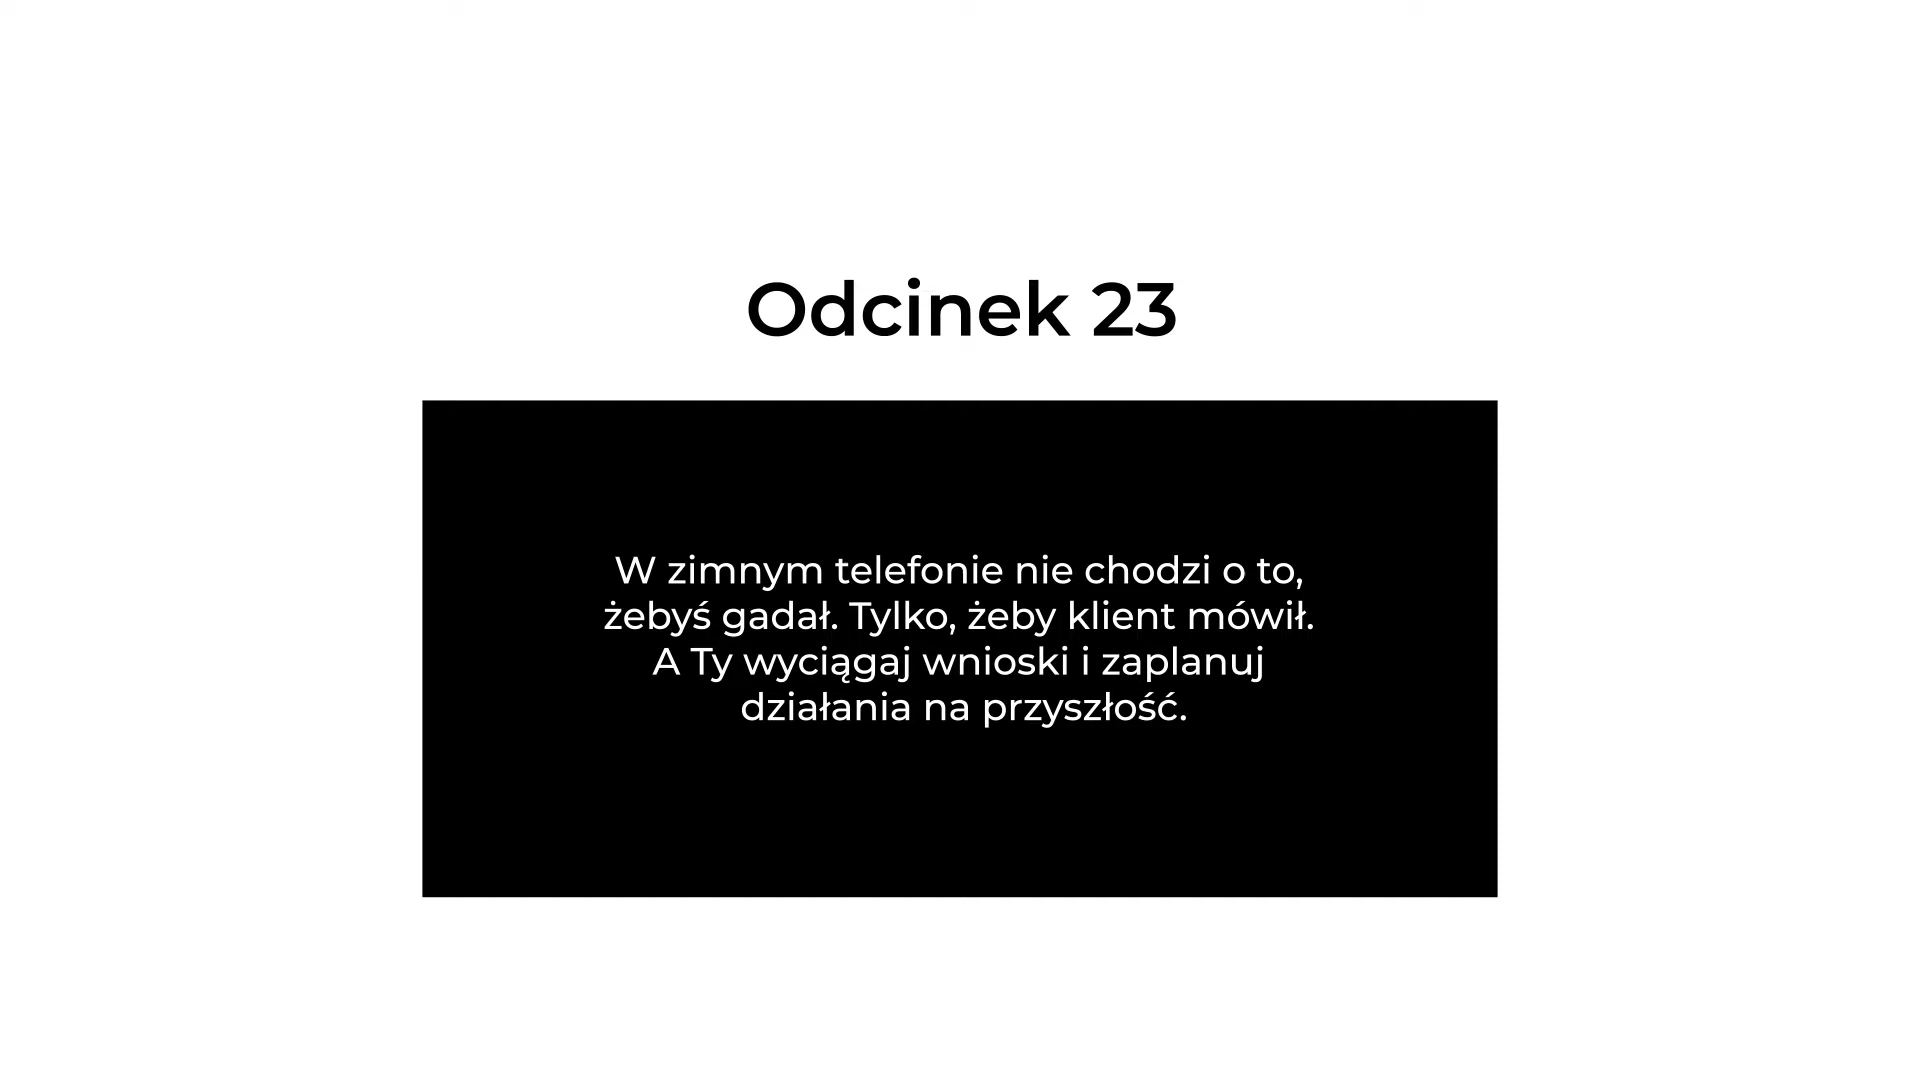 Odcinek 23
W zimnym telefonie nie chodzi o to,
żebyś gadał. Tylko, żeby klient mówił.
A Ty wyciągaj wnioski i zaplanuj
działania na przyszłość.